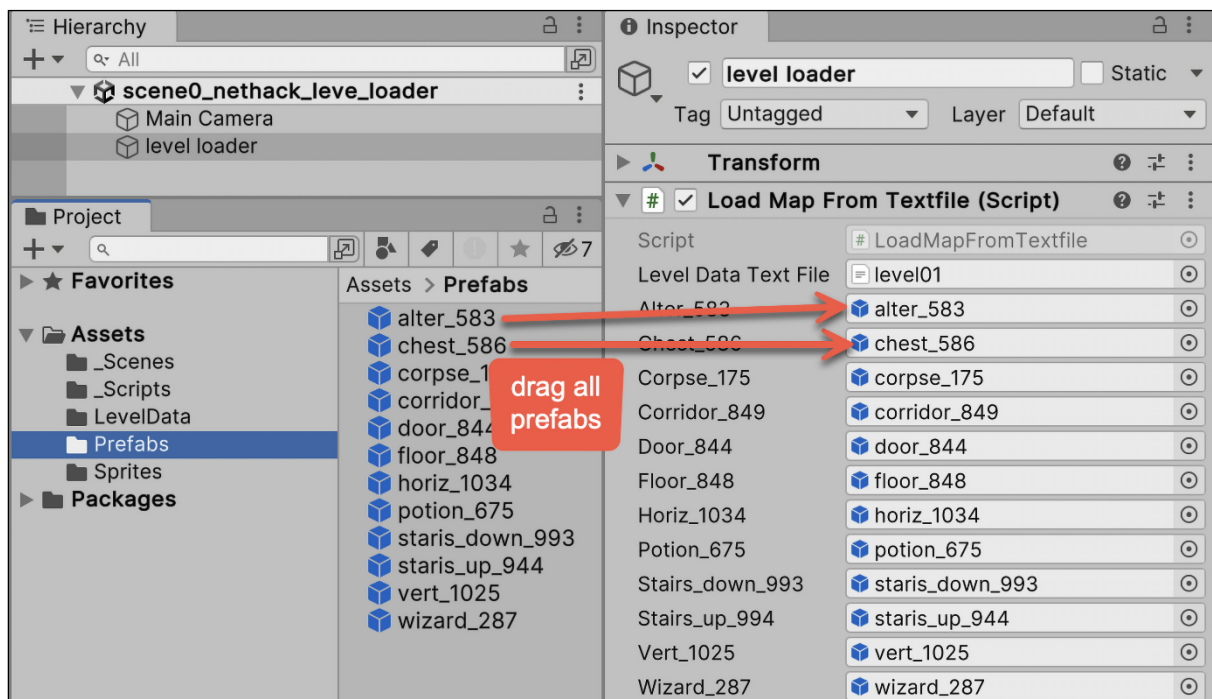 Hierarchy
All
scene0_nethack_leve_loader
Main Camera
level loader
Project
7
Favorites
Assets
_Scenes
_Scripts
LevelData
Prefabs
Sprites
Packages
Assets > Prefabs
alter_583
chest_586
corpse_1
corridor_
door_844
floor_848
horiz_1034
potion_675
staris_down_993
staris_up_944
vert_1025
wizard_287
drag all
prefabs
Inspector
level loader Static
Tag Untagged Layer Default
Transform
# Load Map From Textfile (Script)
Script # LoadMapFromTextfile
Level Data Text File level01
Alter_583 alter_583
Chest_586 chest_586
Corpse_175 corpse_175
Corridor_849 corridor_849
Door_844 door_844
Floor_848 floor_848
Horiz_1034 horiz_1034
Potion_675 potion_675
Stairs_down_993 staris_down_993
Stairs_up_994 staris_up_944
Vert_1025 vert_1025
Wizard_287 wizard_287